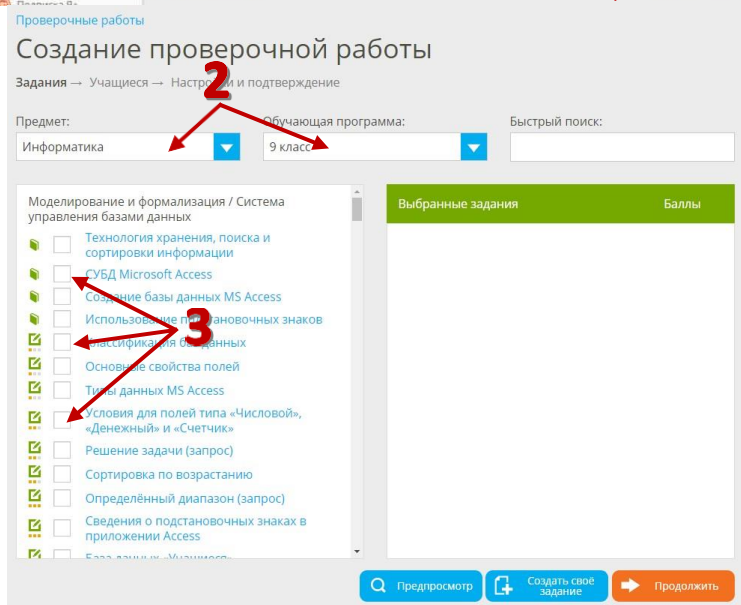 Подписка Я+
Проверочные работы
Создание проверочной работы
Задания → Учащиеся → Настройки и подтверждение
2
Предмет:
Обучающая программа:
Быстрый поиск:
Информатика
9 класс
Моделирование и формализация / Система
управления базами данных
Технология хранения, поиска и
сортировки информации
СУБД Microsoft Access
Создание базы данных MS Access
Использование подстановочных знаков
3
Классификация баз данных
Основные свойства полей
Типы данных MS Access
Условия для полей типа «Числовой»,
«Денежный» и «Счетчик»
Решение задачи (запрос)
Сортировка по возрастанию
Определённый диапазон (запрос)
Сведения о подстановочных знаках в
приложении Access
База данных «Учащиеся»
Выбранные задания
Баллы
Предпросмотр
Создать своё
задание
Продолжить